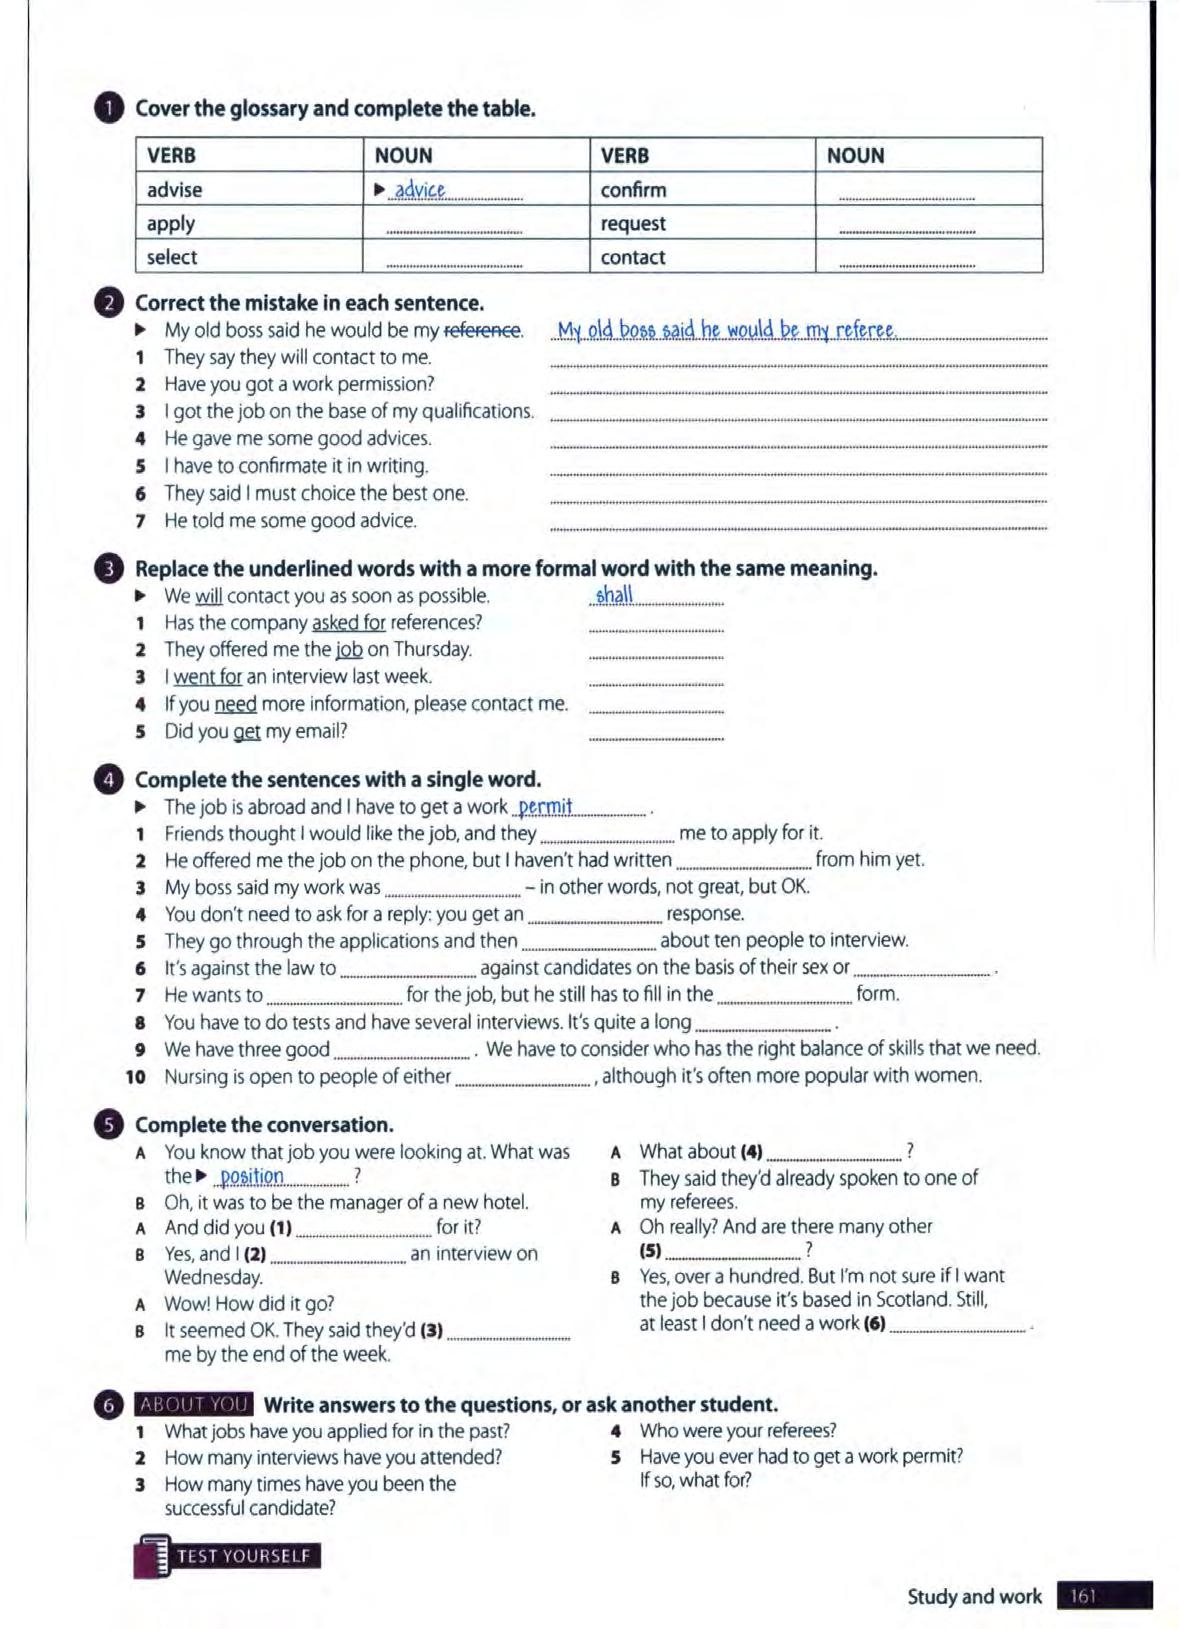 1 Cover the glossary and complete the table.
VERB NOUN VERB NOUN
advise ► advice confirm
apply request
select contact
2 Correct the mistake in each sentence.
► My old boss said he would be my reference. My old boss said he would be my referee.
1 They say they will contact to me.
2 Have you got a work permission?
3 I got the job on the base of my qualifications.
4 He gave me some good advices.
5 I have to confirmate it in writing.
6 They said I must choice the best one.
7 He told me some good advice.
3 Replace the underlined words with a more formal word with the same meaning.
► We will contact you as soon as possible. shall
1 Has the company asked for references?
2 They offered me the job on Thursday.
3 I went for an interview last week.
4 If you need more information, please contact me.
5 Did you get my email?
4 Complete the sentences with a single word.
► The job is abroad and I have to get a work permit.
1 Friends thought I would like the job, and they ............ me to apply for it.
2 He offered me the job on the phone, but I haven't had written ............ from him yet.
3 My boss said my work was ............ – in other words, not great, but OK.
4 You don't need to ask for a reply: you get an ............ response.
5 They go through the applications and then ............ about ten people to interview.
6 It's against the law to ............ against candidates on the basis of their sex or ............ .
7 He wants to ............ for the job, but he still has to fill in the ............ form.
8 You have to do tests and have several interviews. It's quite a long ............ .
9 We have three good ............ . We have to consider who has the right balance of skills that we need.
10 Nursing is open to people of either ............ , although it's often more popular with women.
5 Complete the conversation.
A You know that job you were looking at. What was
the ► position ?
B Oh, it was to be the manager of a new hotel.
A And did you (1) ............ for it?
B Yes, and I (2) ............ an interview on
Wednesday.
A Wow! How did it go?
B It seemed OK. They said they'd (3) ............
me by the end of the week.
A What about (4) ............ ?
B They said they'd already spoken to one of
my referees.
A Oh really? And are there many other
(5) ............ ?
B Yes, over a hundred. But I'm not sure if I want
the job because it's based in Scotland. Still,
at least I don't need a work (6) ............ .
6 ABOUT YOU Write answers to the questions, or ask another student.
1 What jobs have you applied for in the past?
2 How many interviews have you attended?
3 How many times have you been the
successful candidate?
4 Who were your referees?
5 Have you ever had to get a work permit?
If so, what for?
TEST YOURSELF
Study and work 161